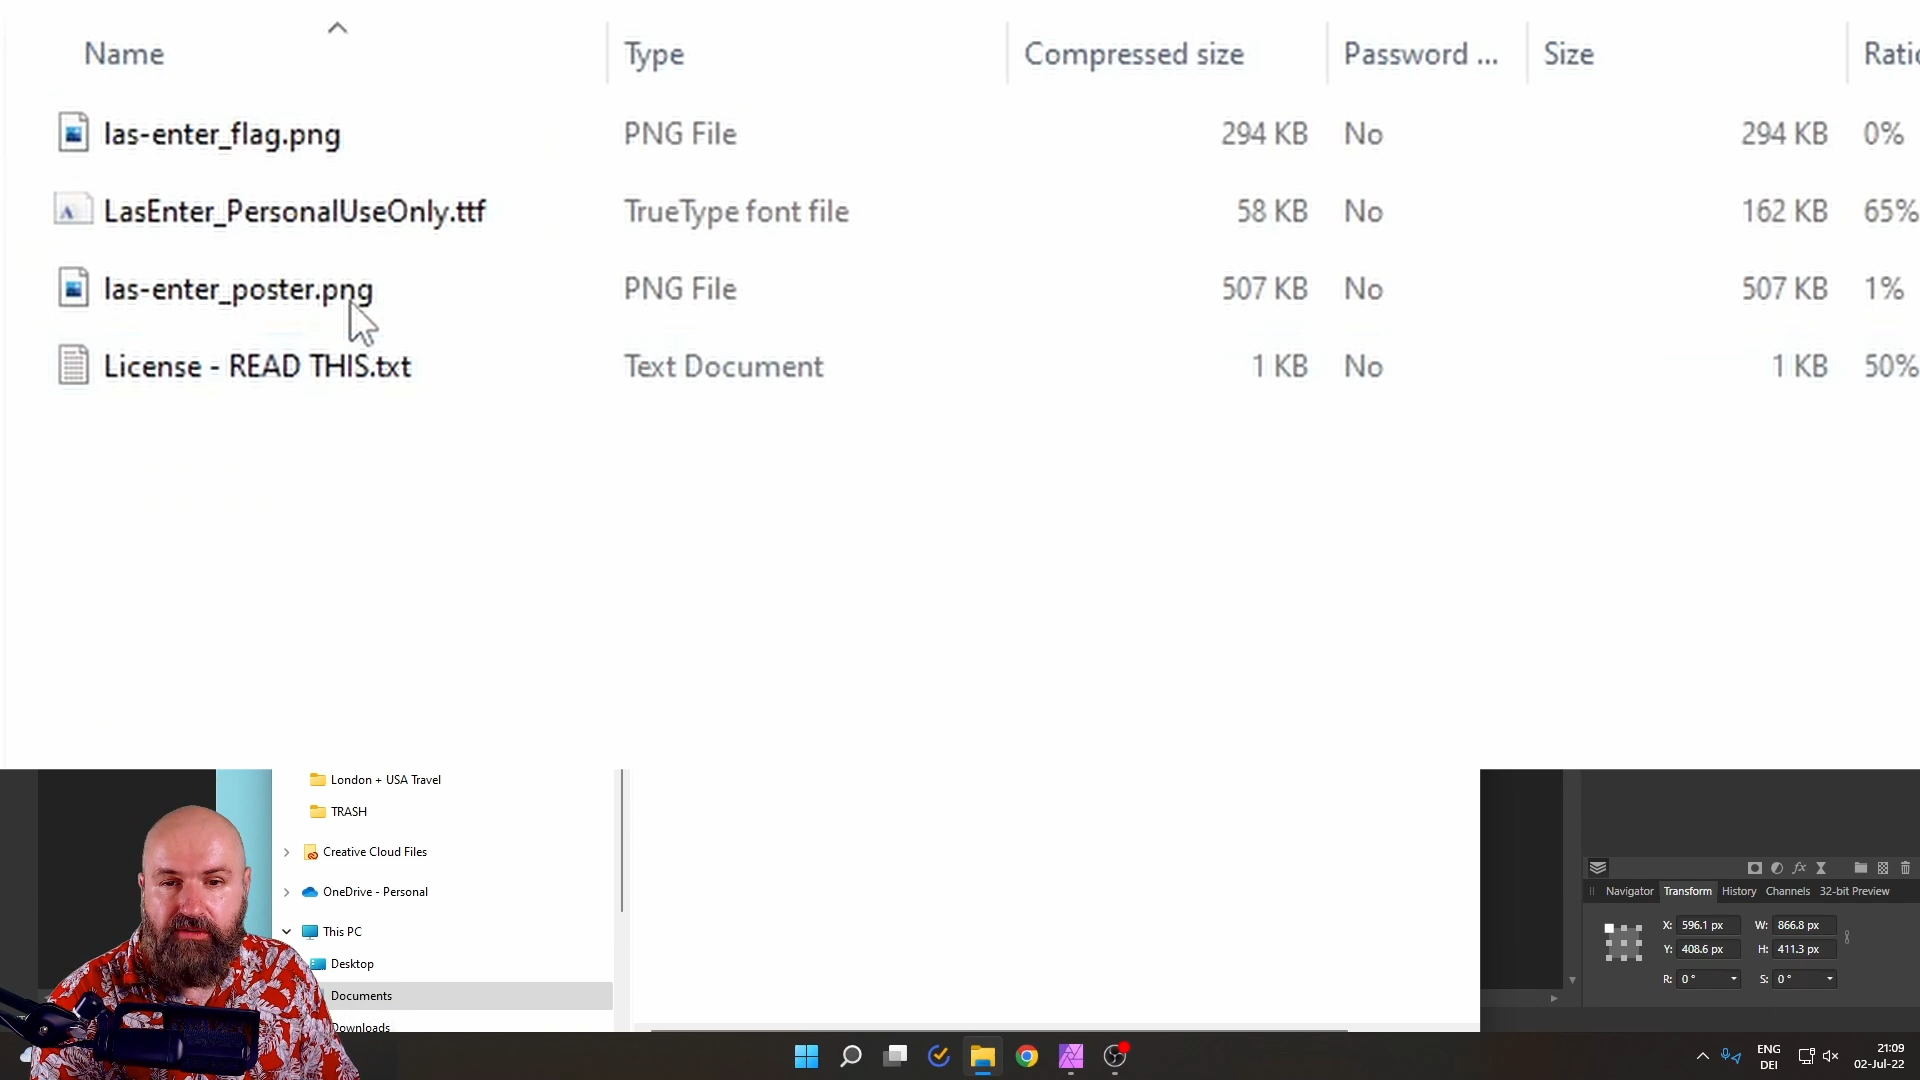 Name Type Compressed size Password ... Size
las-enter_flag.png PNG File 294 KB No 294 KB 0%
LasEnter_PersonalUseOnly.ttf TrueType font file 58 KB No 162 KB 65%
las-enter_poster.png PNG File 507 KB No 507 KB 1%
License - READ THIS.txt Text Document 1 KB No 1 KB 50%
London + USA Travel
TRASH
Creative Cloud Files
OneDrive - Personal
This PC
Desktop
Documents
Downloads
fx
Navigator Transform History Channels 32-bit Preview
X: 596.1 px W: 866.8 px
Y: 408.6 px H: 411.3 px
R: 0 ° S: 0 °
ENG
DEI
21:09
02-Jul-22